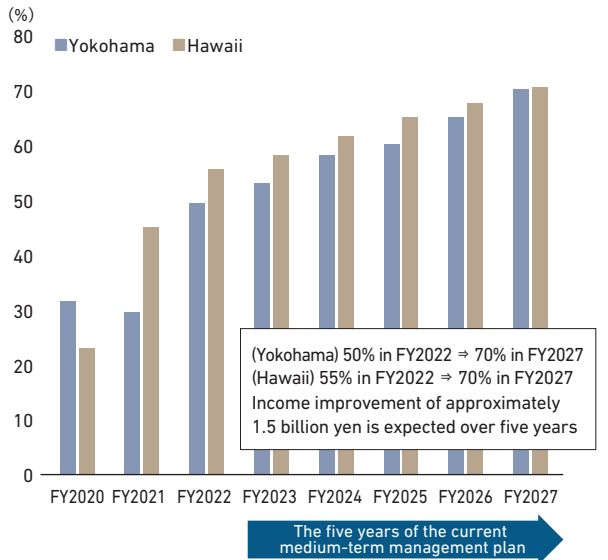 (%)
80
Yokohama Hawaii
70
60
50
40
30
20
10
0
(Yokohama) 50% in FY2022 ⇒ 70% in FY2027
(Hawaii) 55% in FY2022 ⇒ 70% in FY2027
Income improvement of approximately
1.5 billion yen is expected over five years
FY2020 FY2021 FY2022 FY2023 FY2024 FY2025 FY2026 FY2027
The five years of the current
medium-term management plan